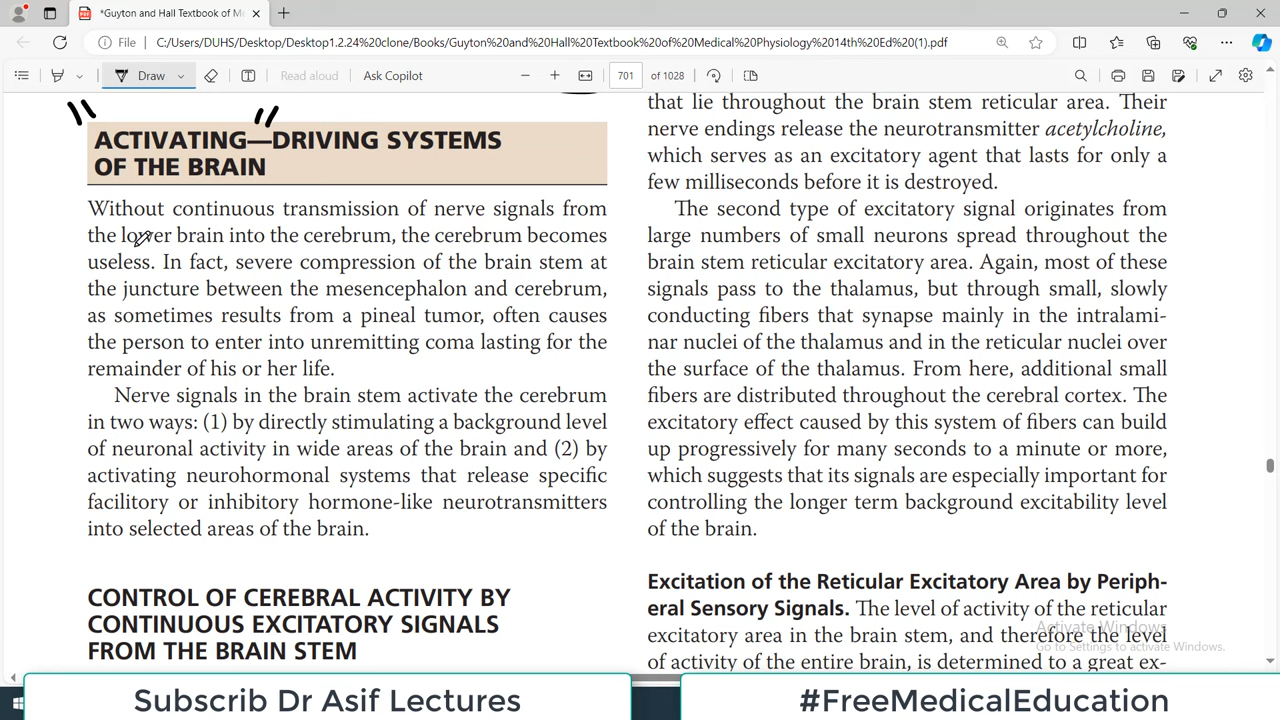 *Guyton and Hall Textbook of Me
File
C:/Users/DUHS/Desktop/Desktop1.2.24%20clone/Books/Guyton%20and%20Hall%20Textbook%20of%20Medical%20Physiology%2014th%20Ed%20(1).pdf
Draw
Read aloud
Ask Copilot
701 of 1028
ACTIVATING—DRIVING SYSTEMS
OF THE BRAIN
Without continuous transmission of nerve signals from
the lower brain into the cerebrum, the cerebrum becomes
useless. In fact, severe compression of the brain stem at
the juncture between the mesencephalon and cerebrum,
as sometimes results from a pineal tumor, often causes
the person to enter into unremitting coma lasting for the
remainder of his or her life.
Nerve signals in the brain stem activate the cerebrum
in two ways: (1) by directly stimulating a background level
of neuronal activity in wide areas of the brain and (2) by
activating neurohormonal systems that release specific
facilitory or inhibitory hormone-like neurotransmitters
into selected areas of the brain.
CONTROL OF CEREBRAL ACTIVITY BY
CONTINUOUS EXCITATORY SIGNALS
FROM THE BRAIN STEM
that lie throughout the brain stem reticular area. Their
nerve endings release the neurotransmitter acetylcholine,
which serves as an excitatory agent that lasts for only a
few milliseconds before it is destroyed.
The second type of excitatory signal originates from
large numbers of small neurons spread throughout the
brain stem reticular excitatory area. Again, most of these
signals pass to the thalamus, but through small, slowly
conducting fibers that synapse mainly in the intralami-
nar nuclei of the thalamus and in the reticular nuclei over
the surface of the thalamus. From here, additional small
fibers are distributed throughout the cerebral cortex. The
excitatory effect caused by this system of fibers can build
up progressively for many seconds to a minute or more,
which suggests that its signals are especially important for
controlling the longer term background excitability level
of the brain.
Excitation of the Reticular Excitatory Area by Periph-
eral Sensory Signals. The level of activity of the reticular
excitatory area in the brain stem, and therefore the level
of activity of the entire brain, is determined to a great ex-
Activate Windows
Go to Settings to activate Windows.
Subscrib Dr Asif Lectures
#FreeMedicalEducation